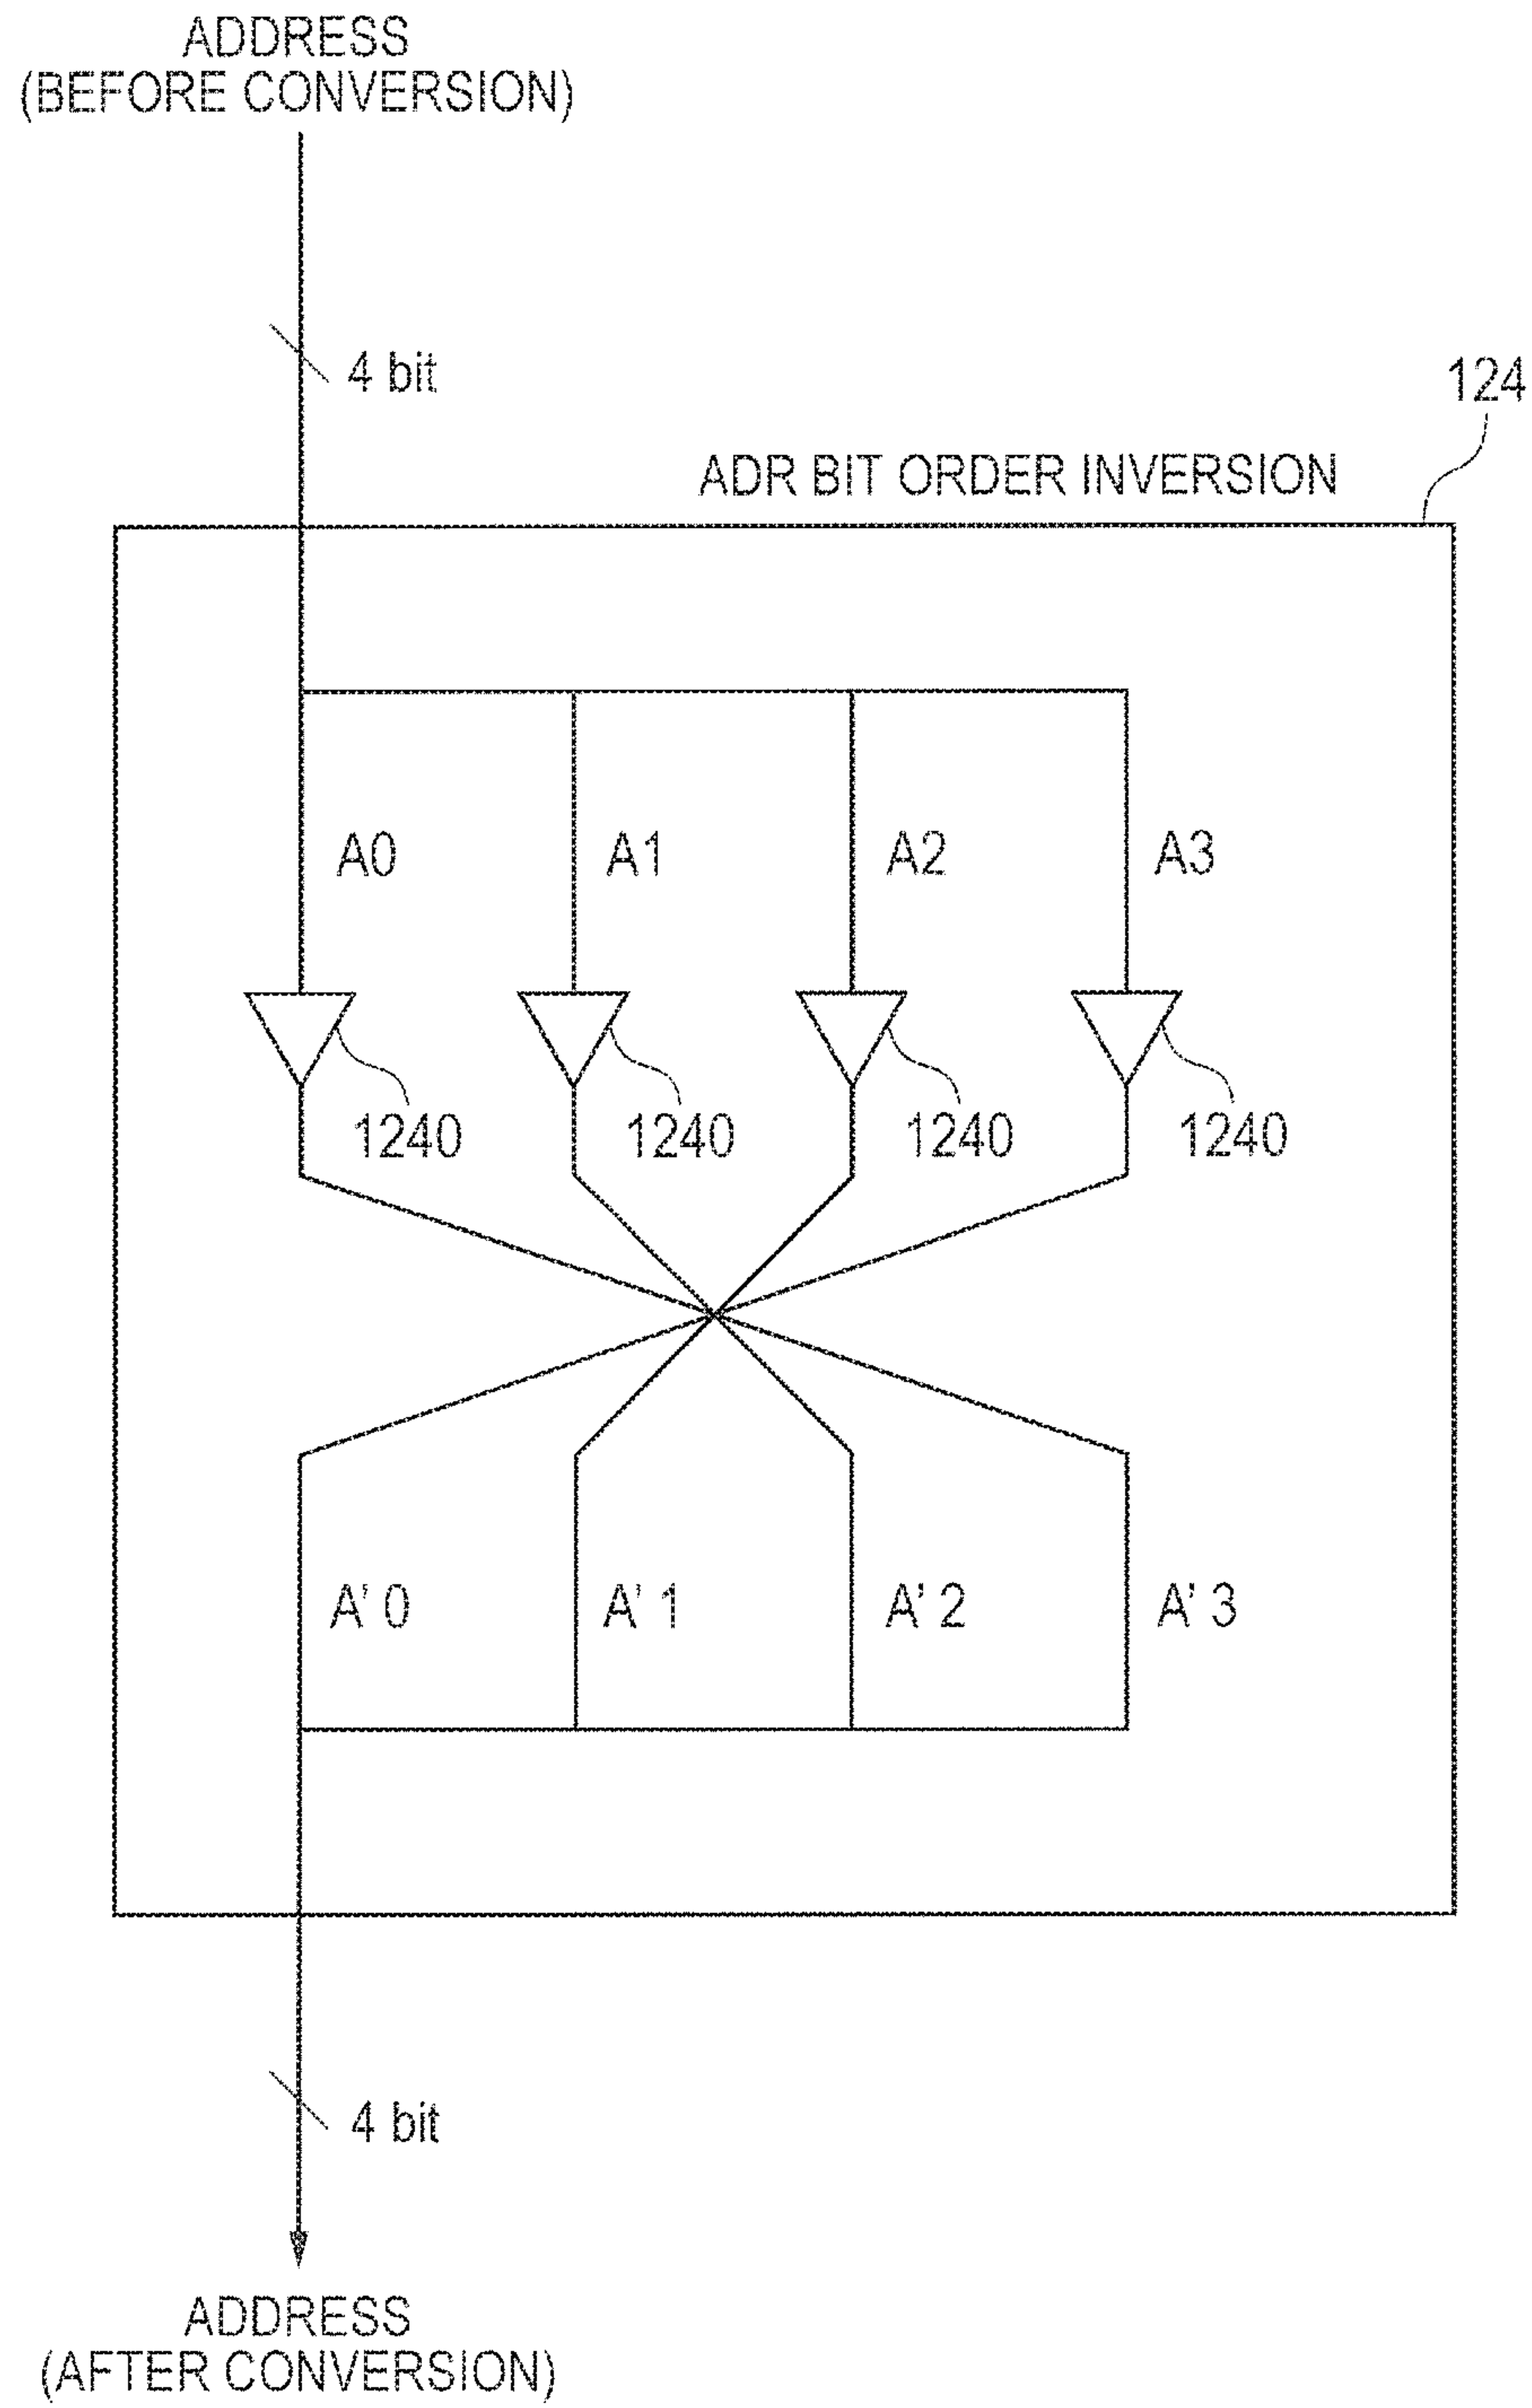 ADDRESS
(BEFORE CONVERSION)
4 bit
124
ADR BIT ORDER INVERSION
A0 A1 A2 A3
1240 1240 1240 1240
A' 0 A' 1 A' 2 A' 3
4 bit
ADDRESS
(AFTER CONVERSION)